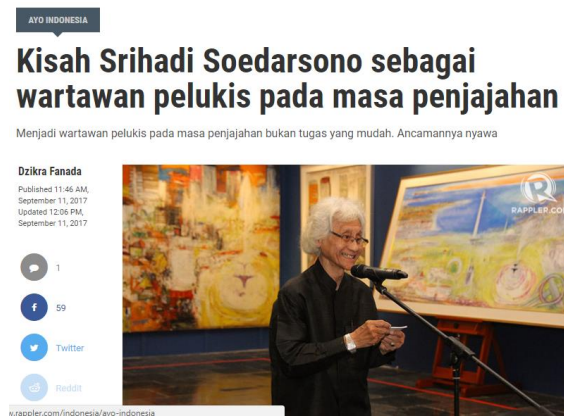 AYO INDONESIA
Kisah Srihadi Soedarsono sebagai
wartawan pelukis pada masa penjajahan
Menjadi wartawan pelukis pada masa penjajahan bukan tugas yang mudah. Ancamannya nyawa
Dzikra Fanada
Published 11:46 AM,
September 11, 2017
Updated 12:06 PM,
September 11, 2017
1
59
Twitter
Reddit
R
RAPPLER.CO
w.rappler.com/indonesia/ayo-indonesia